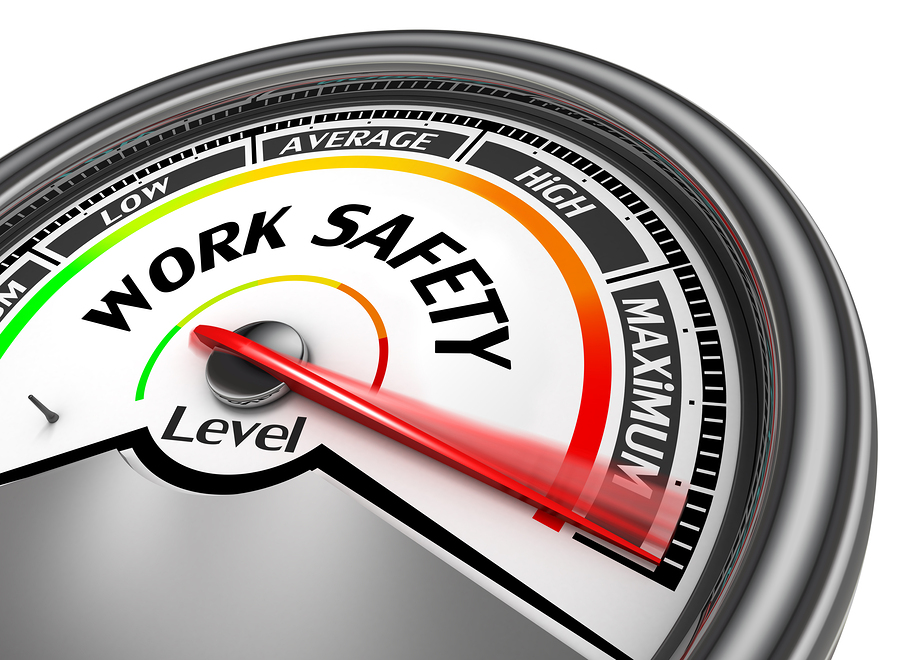 LOW
AVERAGE
HiGH
MAXiMUM
WORK SAFETY
Level